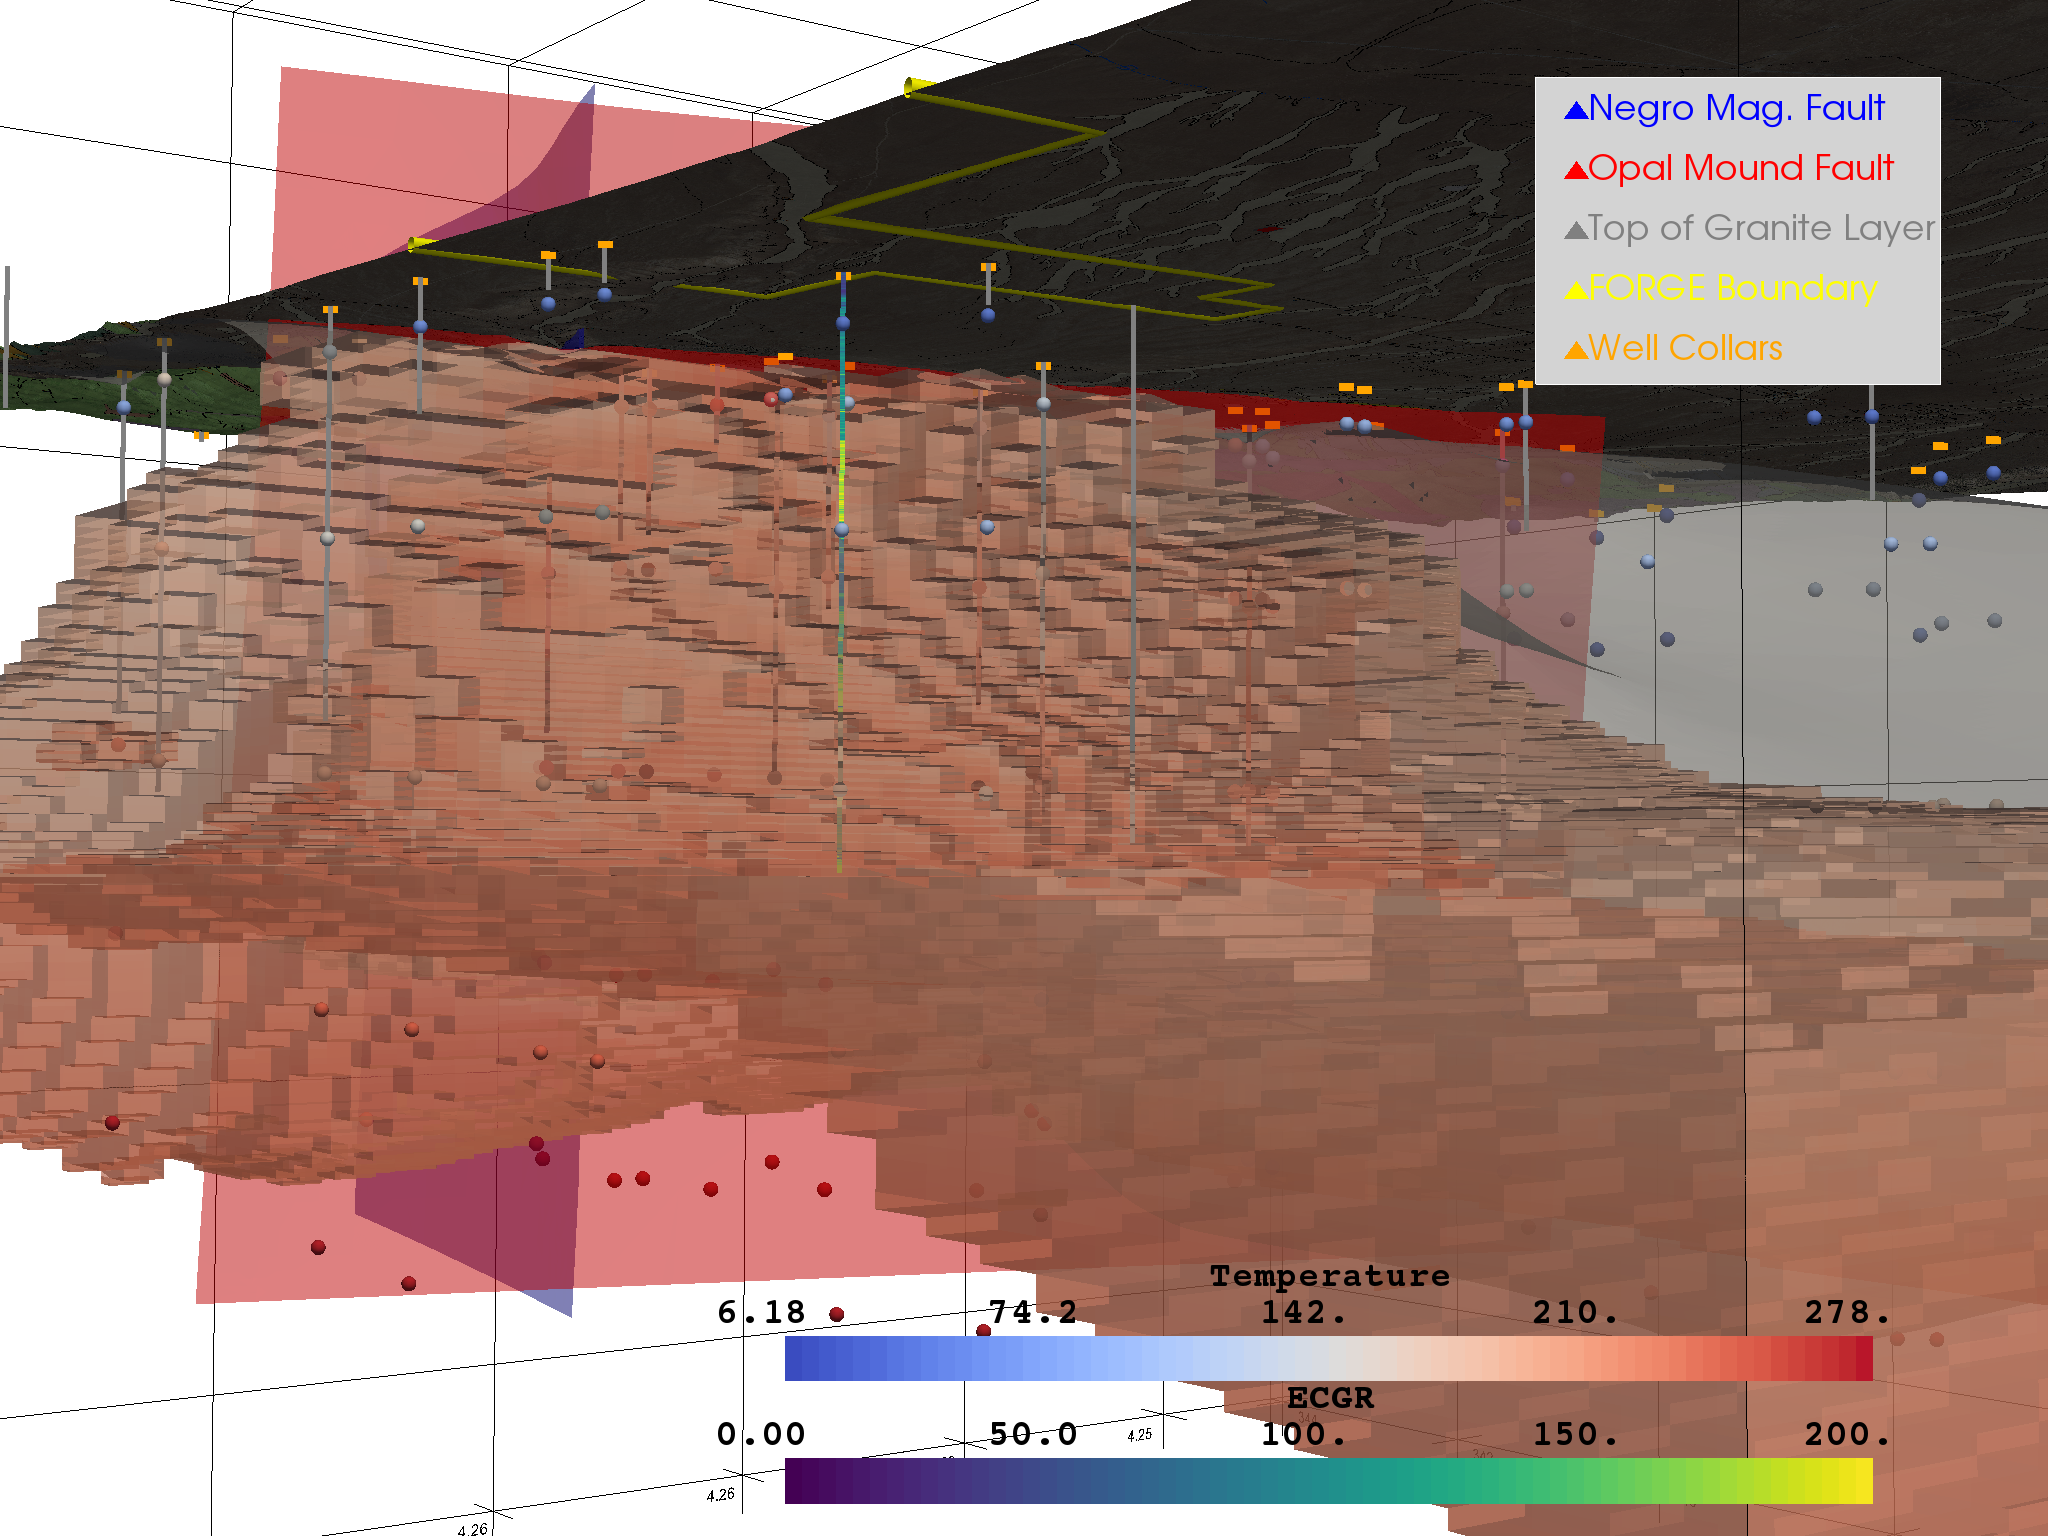 Negro Mag. Fault
Opal Mound Fault
Top of Granite Layer
FORGE Boundary
Well Collars
Temperature
6.18 74.2 142. 210. 278.
ECGR
0.00 50.0 100. 150. 200.
4.25
4.26
4.26